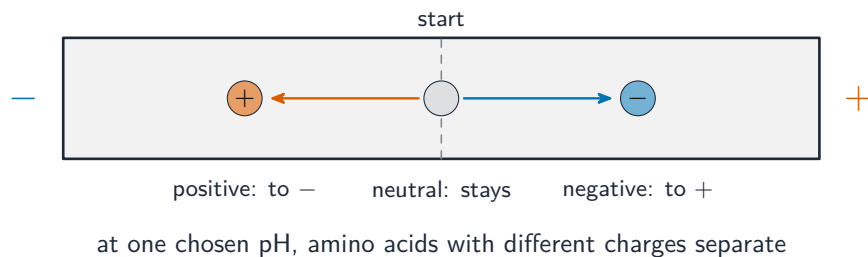 start
− + − +
positive: to − neutral: stays negative: to +
at one chosen pH, amino acids with different charges separate